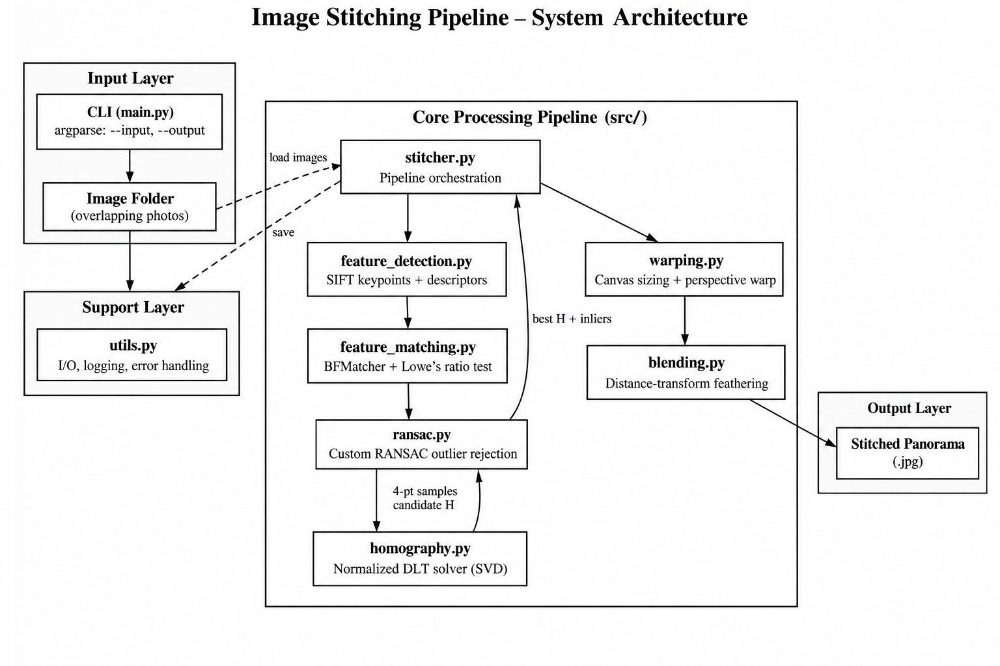 Image Stitching Pipeline – System Architecture
Input Layer
CLI (main.py)
argparse: --input, --output
Image Folder
(overlapping photos)
load images
save
Support Layer
utils.py
I/O, logging, error handling
Core Processing Pipeline (src/)
stitcher.py
Pipeline orchestration
feature_detection.py
SIFT keypoints + descriptors
feature_matching.py
BFMatcher + Lowe's ratio test
ransac.py
Custom RANSAC outlier rejection
4-pt samples
candidate H
homography.py
Normalized DLT solver (SVD)
best H + inliers
warping.py
Canvas sizing + perspective warp
blending.py
Distance-transform feathering
Output Layer
Stitched Panorama
(.jpg)